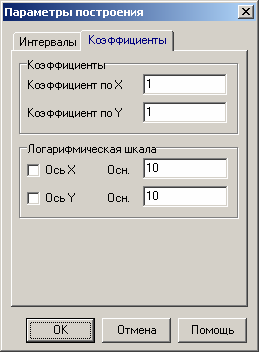 Параметры построения
Интервалы Коэффициенты
Коэффициенты
Коэффициент по X 1
Коэффициент по Y 1
Логарифмическая шкала
Ось X Осн. 10
Ось Y Осн. 10
OK Отмена Помощь